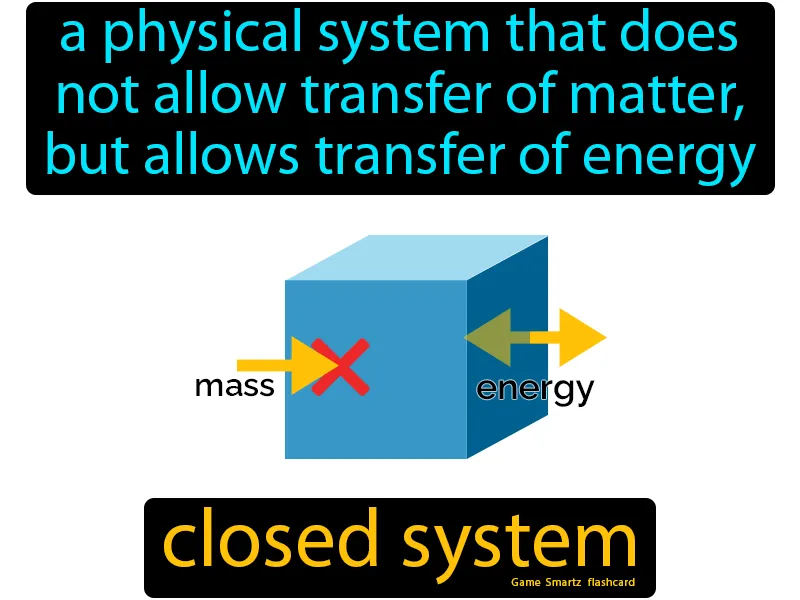 a physical system that does
not allow transfer of matter,
but allows transfer of energy
mass
energy
closed system
Game Smartz flashcard